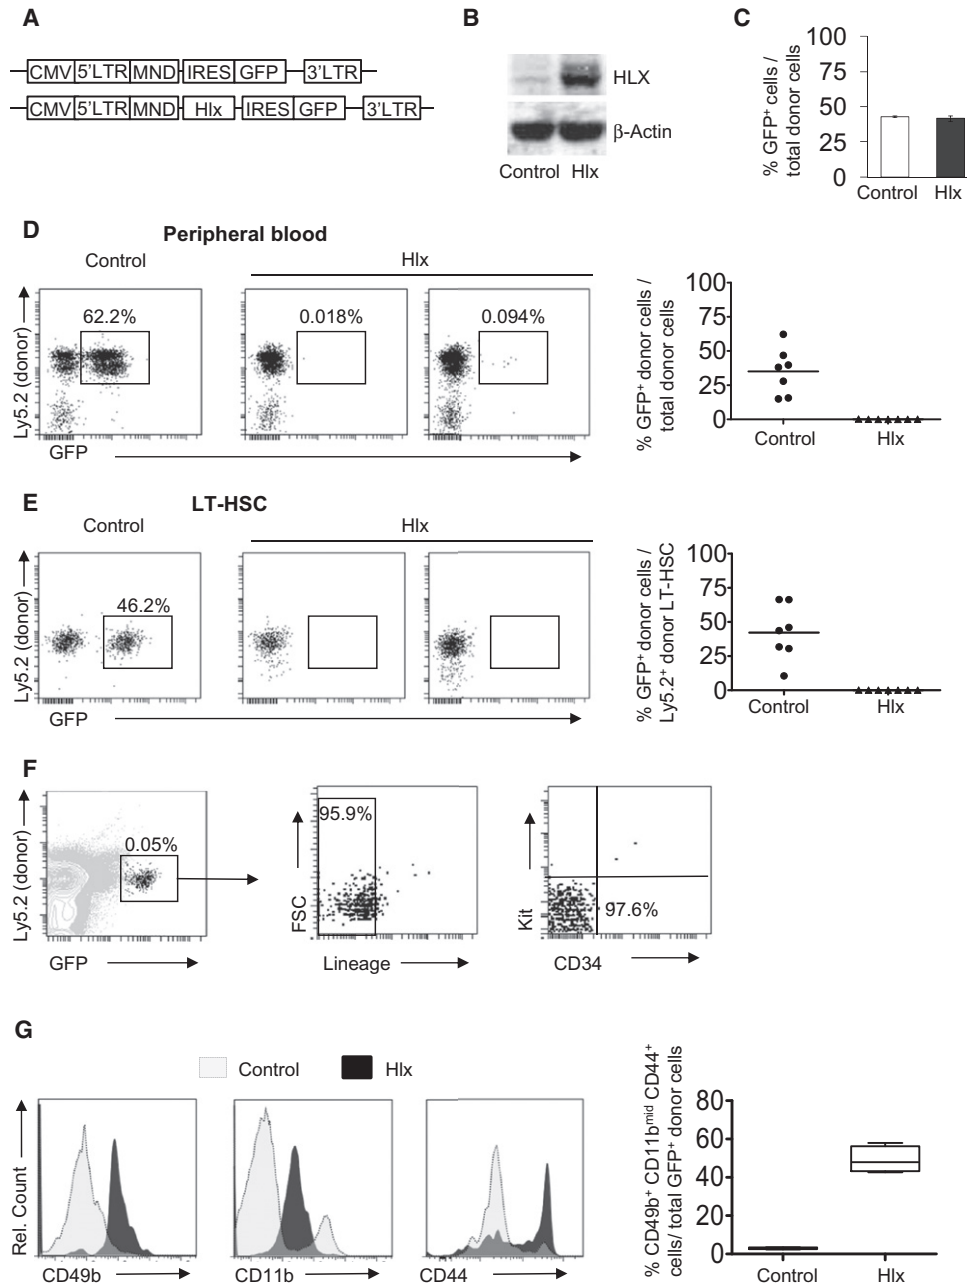 A
CMV 5'LTR MND IRES GFP 3'LTR
CMV 5'LTR MND Hlx IRES GFP 3'LTR
B
HLX
β-Actin
Control Hlx
C
% GFP+ cells /
total donor cells
100
75
50
25
0
Control Hlx
D
Peripheral blood
Control
Hlx
Ly5.2 (donor)
62.2%
0.018%
0.094%
GFP
% GFP+ donor cells /
total donor cells
100
75
50
25
0
Control Hlx
E
LT-HSC
Control
Hlx
Ly5.2 (donor)
46.2%
GFP
% GFP+ donor cells /
Ly5.2+ donor LT-HSC
100
75
50
25
0
Control Hlx
F
Ly5.2 (donor)
0.05%
GFP
FSC
95.9%
Lineage
Kit
97.6%
CD34
G
Control Hlx
Rel. Count
CD49b
CD11b
CD44
% CD49b+ CD11bmid CD44+
cells/ total GFP+ donor cells
80
60
40
20
0
Control Hlx